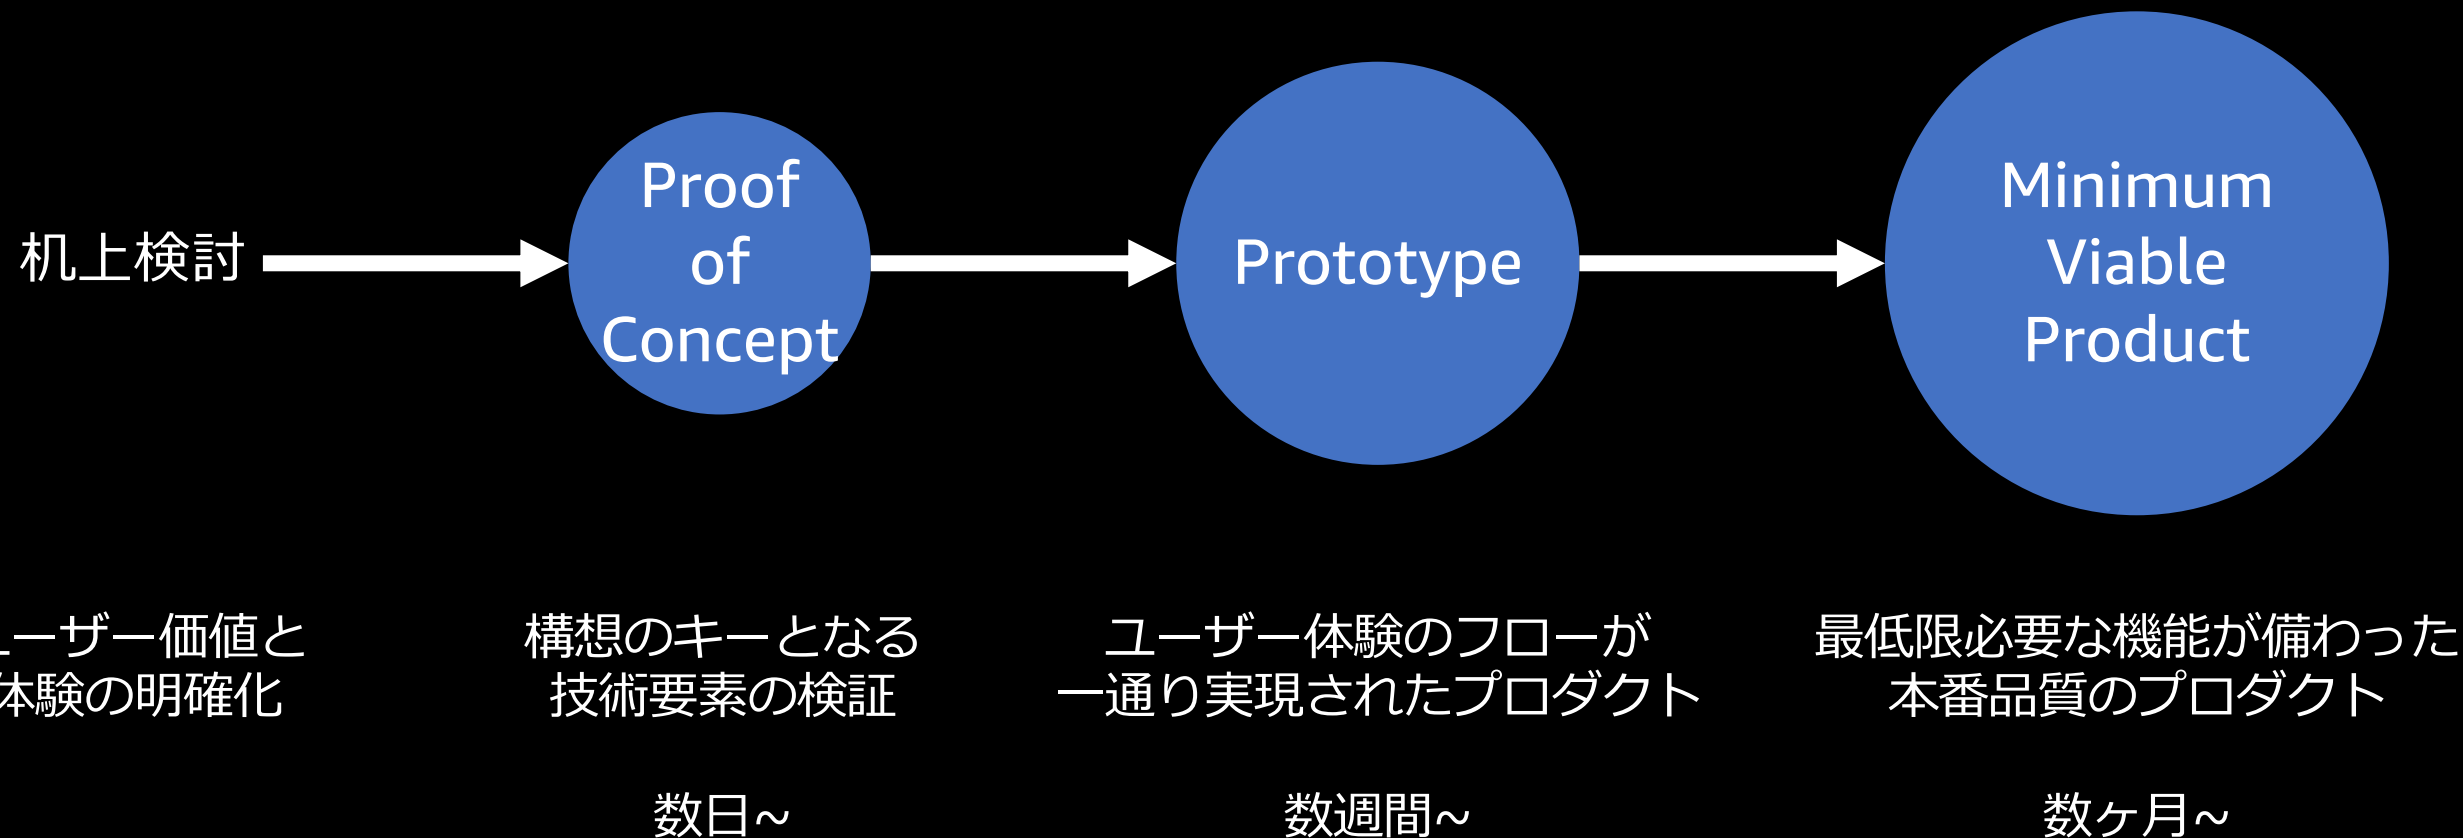 机上検討
Proof
of
Concept
Prototype
Minimum
Viable
Product
ーザー価値と
体験の明確化
構想のキーとなる
技術要素の検証
数日~
ユーザー体験のフローが
一通り実現されたプロダクト
数週間~
最低限必要な機能が備わった
本番品質のプロダクト
数ヶ月~